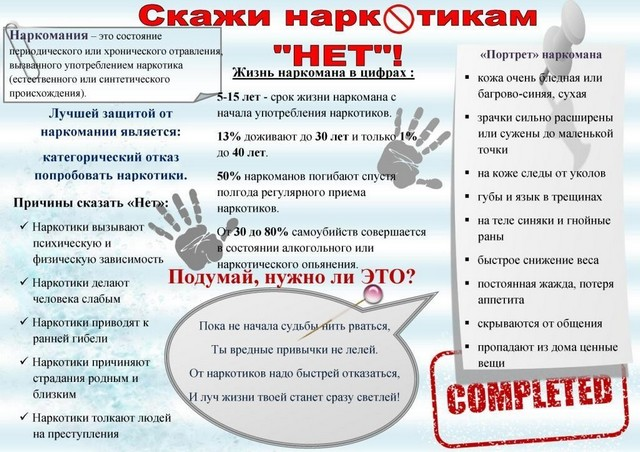 Скажи наркотикам
"НЕТ"!
Наркомания – это состояние
периодического или хронического отравления,
вызванного употреблением наркотика
(естественного или синтетического
происхождения).
Лучшей защитой от
наркомании является:
категорический отказ
попробовать наркотики.
Причины сказать «Нет»:
✓ Наркотики вызывают
психическую и
физическую зависимость
✓ Наркотики делают
человека слабым
✓ Наркотики приводят к
ранней гибели
✓ Наркотики причиняют
страдания родным и
близким
✓ Наркотики толкают людей
на преступления
Жизнь наркомана в цифрах :
5-15 лет - срок жизни наркомана с
начала употребления наркотиков.
13% доживают до 30 лет и только 1%
до 40 лет.
50% наркоманов погибают спустя
полгода регулярного приема
наркотиков.
От 30 до 80% самоубийств совершается
в состоянии алкогольного или
наркотического опьянения.
Подумай, нужно ли ЭТО?
Пока не начала судьбы нить рваться,
Ты вредные привычки не лелей.
От наркотиков надо быстрей отказаться,
И луч жизни твоей станет сразу светлей!
«Портрет» наркомана
▪ кожа очень бледная или
багрово-синяя, сухая
▪ зрачки сильно расширены
или сужены до маленькой
точки
▪ на коже следы от уколов
▪ губы и язык в трещинах
▪ на теле синяки и гнойные
раны
▪ быстрое снижение веса
▪ постоянная жажда, потеря
аппетита
▪ скрываются от общения
▪ пропадают из дома ценные
вещи
COMPLETED